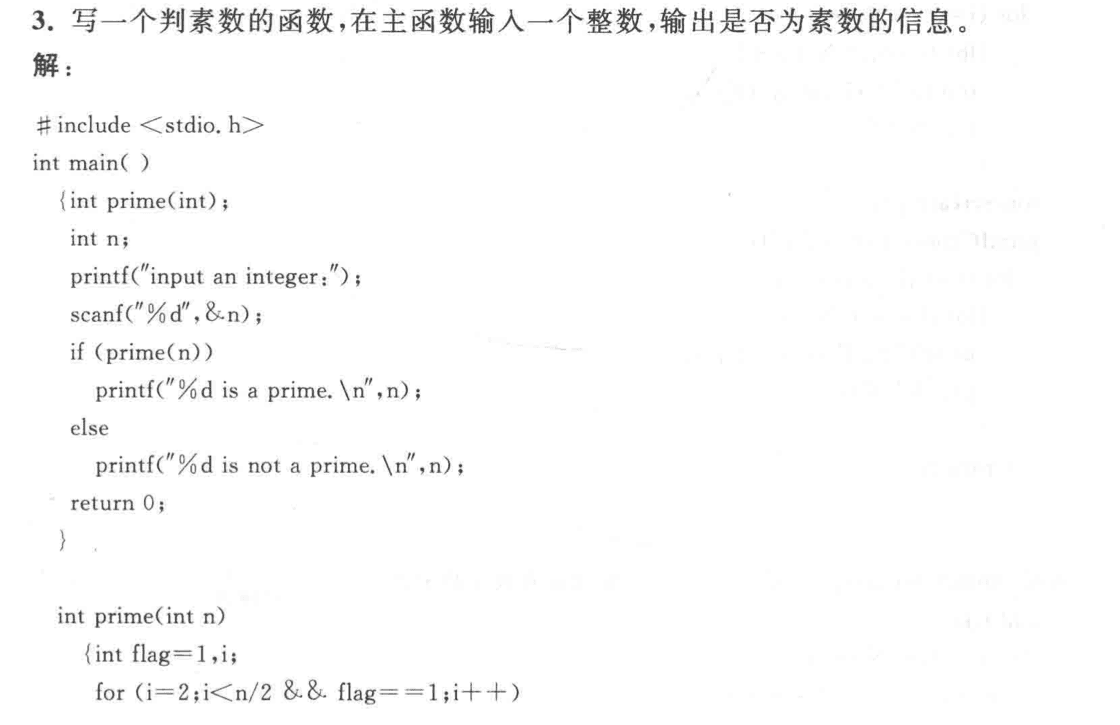 3. 写一个判素数的函数,在主函数输入一个整数,输出是否为素数的信息。
解:
#include <stdio.h>
int main( )
{int prime(int);
int n;
printf("input an integer:");
scanf("%d",&n);
if (prime(n))
printf("%d is a prime.\n",n);
else
printf("%d is not a prime.\n",n);
return 0;
}
int prime(int n)
{int flag=1,i;
for (i=2;i<n/2 && flag==1;i++)